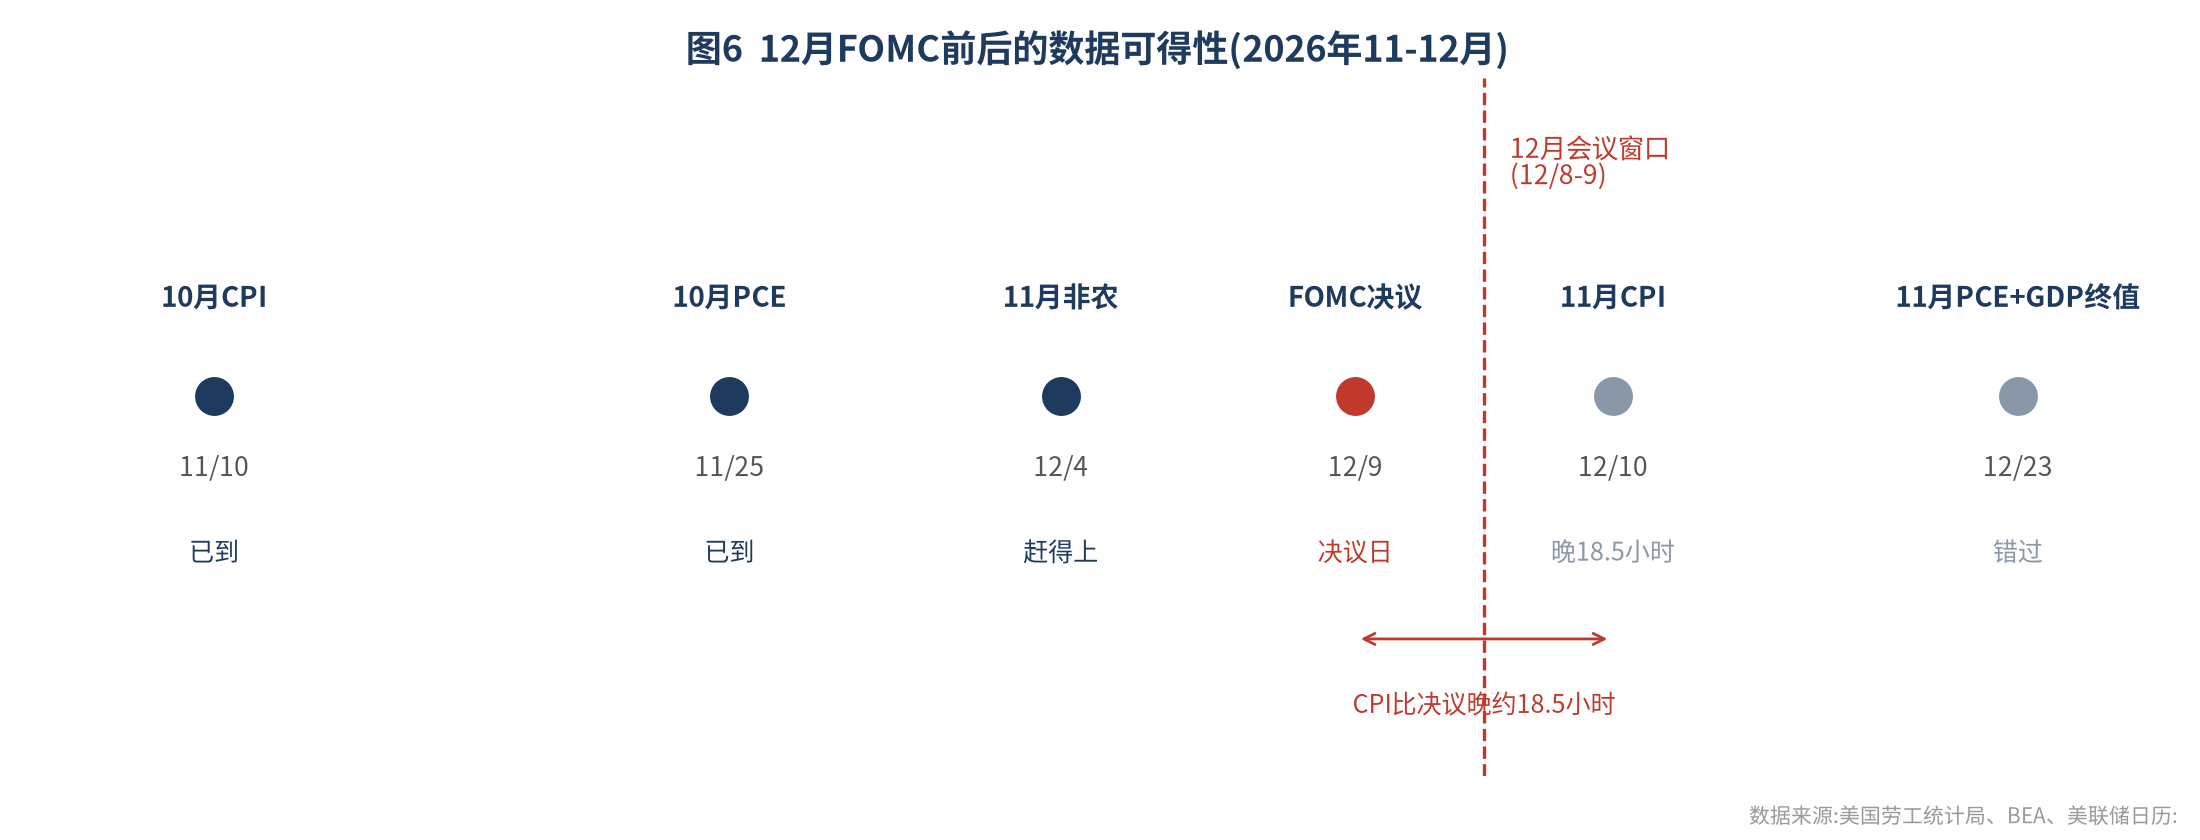 图6 12月FOMC前后的数据可得性(2026年11-12月)
12月会议窗口
(12/8-9)
10月CPI
10月PCE
11月非农
FOMC决议
11月CPI
11月PCE+GDP终值
11/10
11/25
12/4
12/9
12/10
12/23
已到
已到
赶得上
决议日
晚18.5小时
错过
CPI比决议晚约18.5小时
数据来源:美国劳工统计局、BEA、美联储日历: